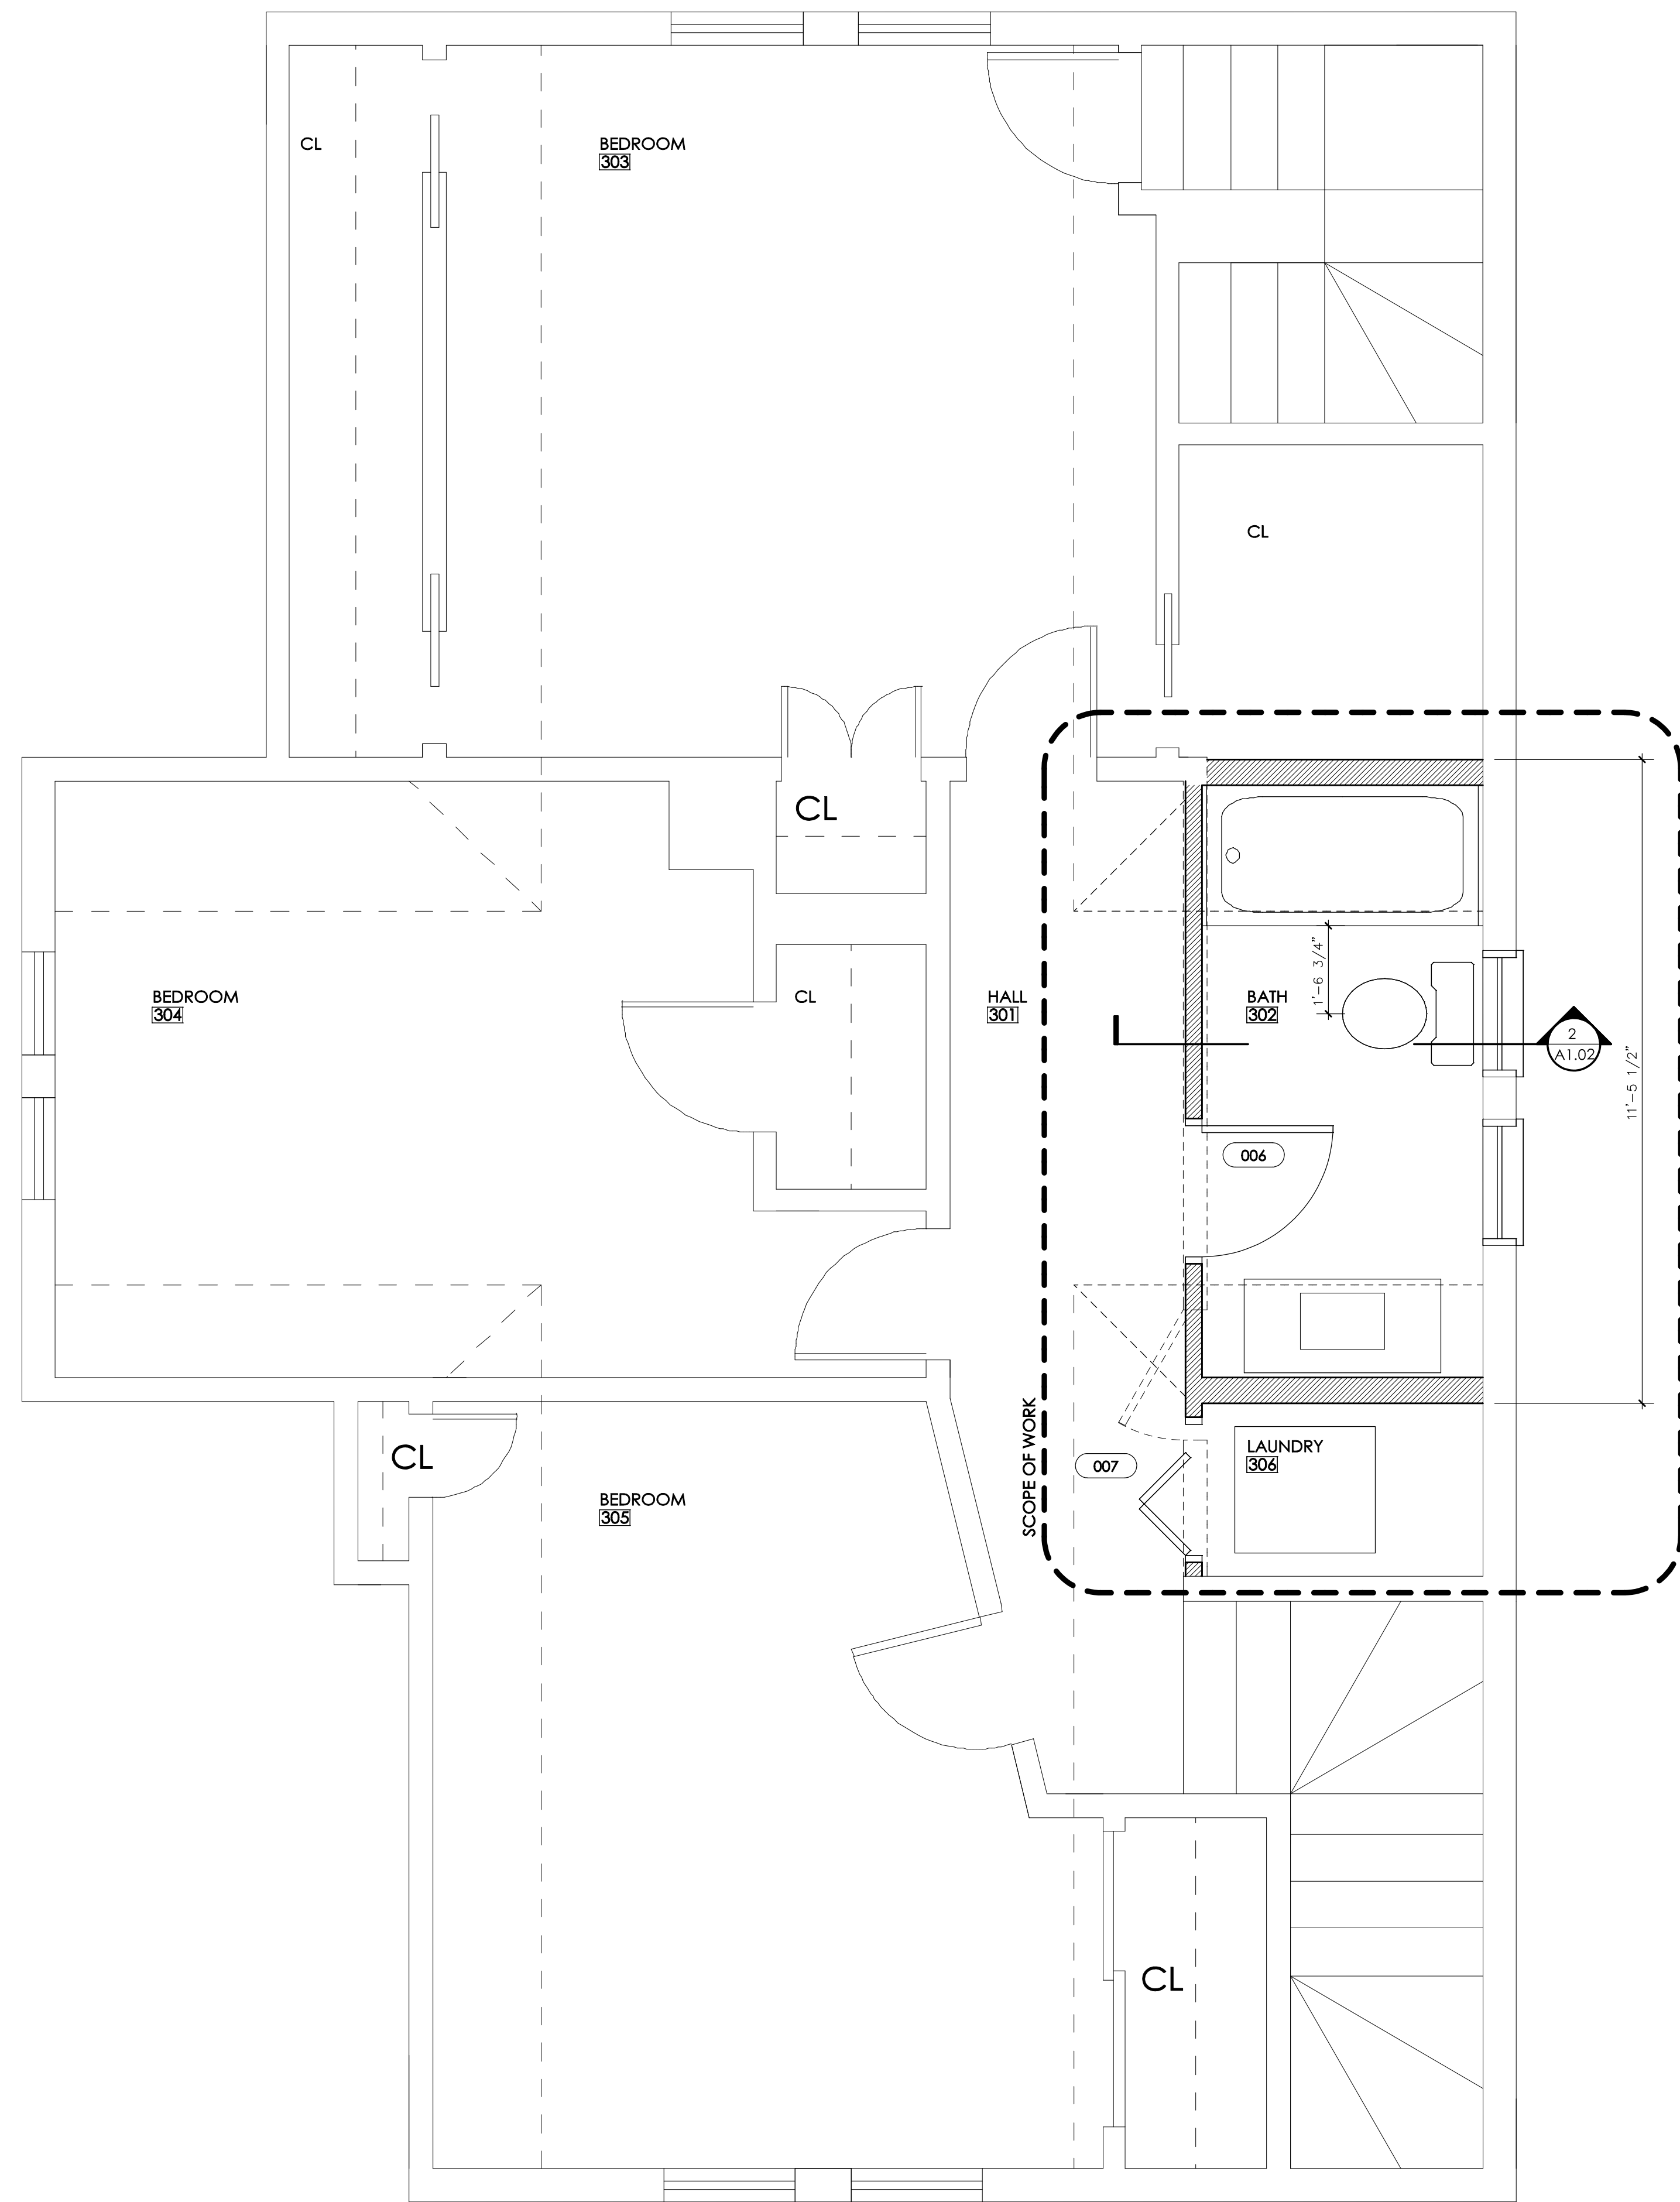 CL
BEDROOM
303
CL
CL
BEDROOM
304
CL
HALL
301
1'-6 3/4"
BATH
302
2
A1.02
11'-5 1/2"
006
SCOPE OF WORK
CL
007
LAUNDRY
306
BEDROOM
305
CL